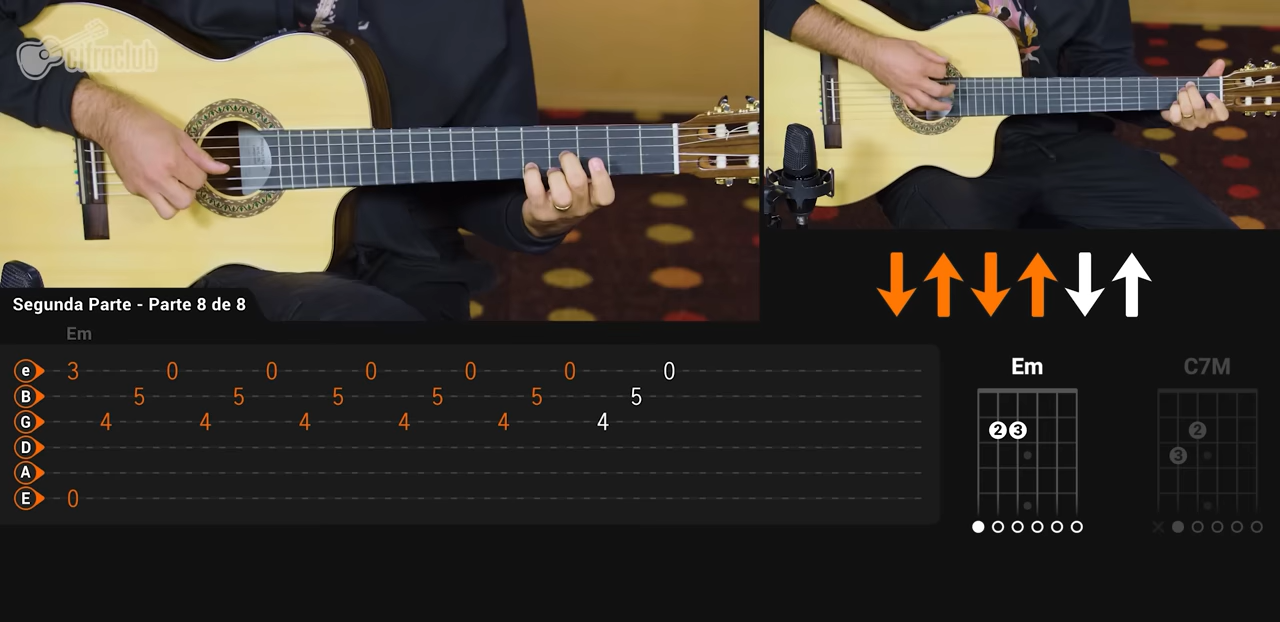 cifraclub
Segunda Parte - Parte 8 de 8
Em
e 3 0 0 0 0 0 0
B 5 5 5 5 5 5
G 4 4 4 4 4 4
D
A
E 0
Em C7M
2 3 2
3
X